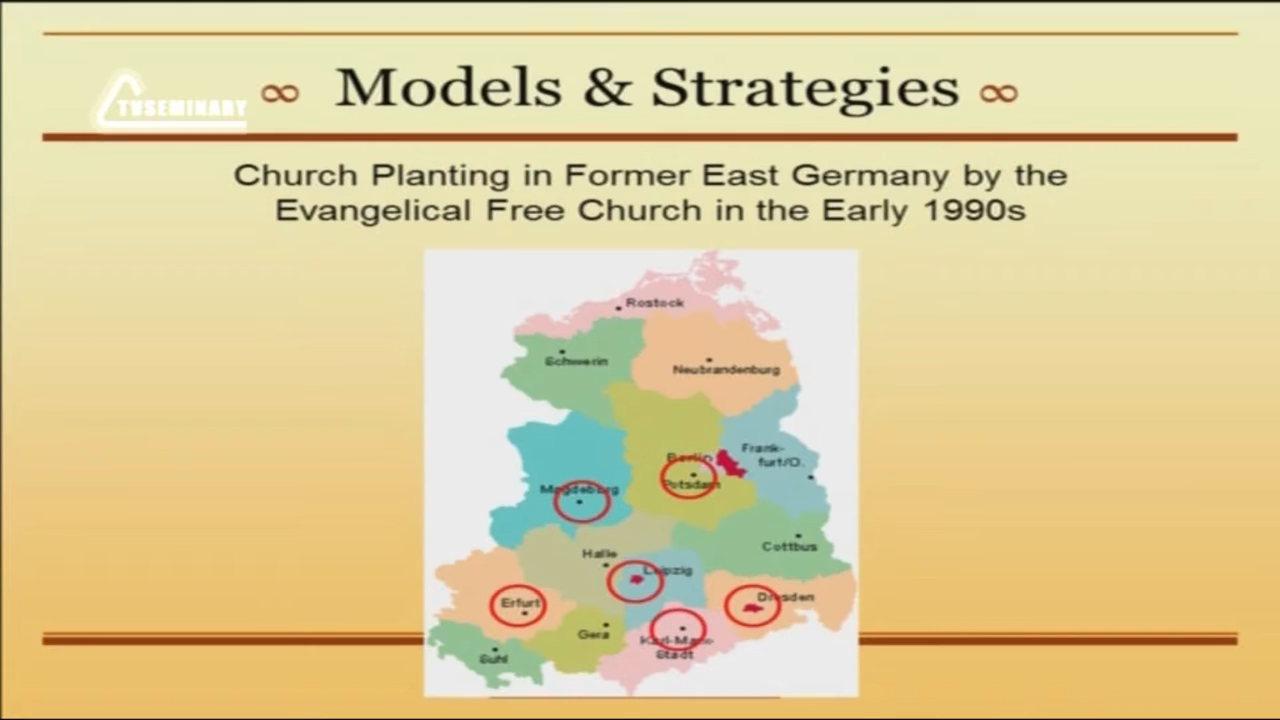 TVSEMINARY
∞ Models & Strategies ∞
Church Planting in Former East Germany by the
Evangelical Free Church in the Early 1990s
Rostock
Schwerin
Neubrandenburg
Berlin
Frank-
furt/O.
Potsdam
Magdeburg
Cottbus
Halle
Leipzig
Dresden
Erfurt
Gera
Karl-Marx-
Stadt
Suhl